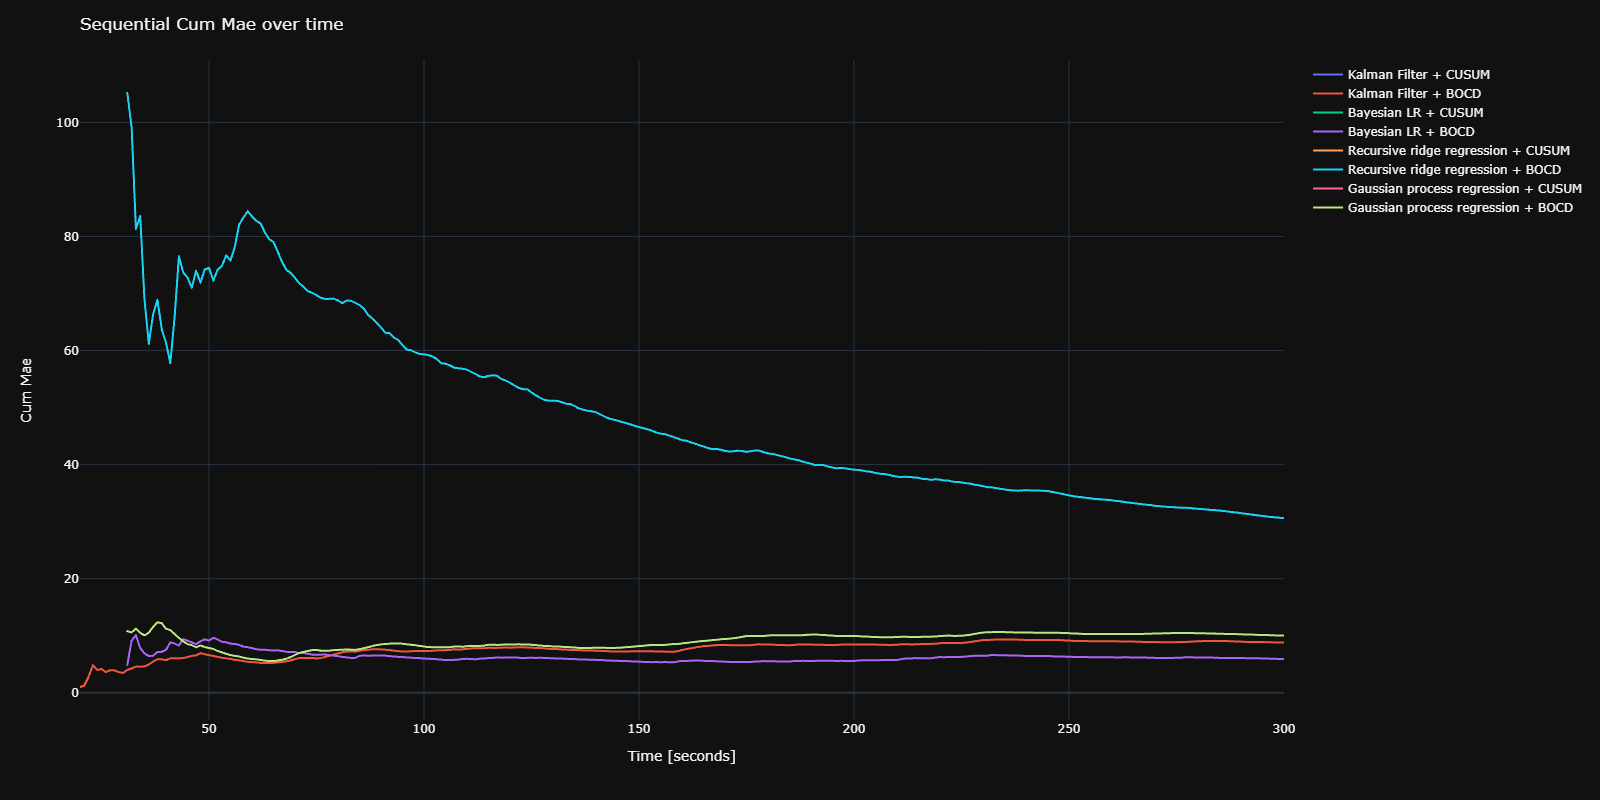 Sequential Cum Mae over time
Kalman Filter + CUSUM
Kalman Filter + BOCD
Bayesian LR + CUSUM
Bayesian LR + BOCD
Recursive ridge regression + CUSUM
Recursive ridge regression + BOCD
Gaussian process regression + CUSUM
Gaussian process regression + BOCD
Cum Mae
100
80
60
40
20
0
50 100 150 200 250 300
Time [seconds]